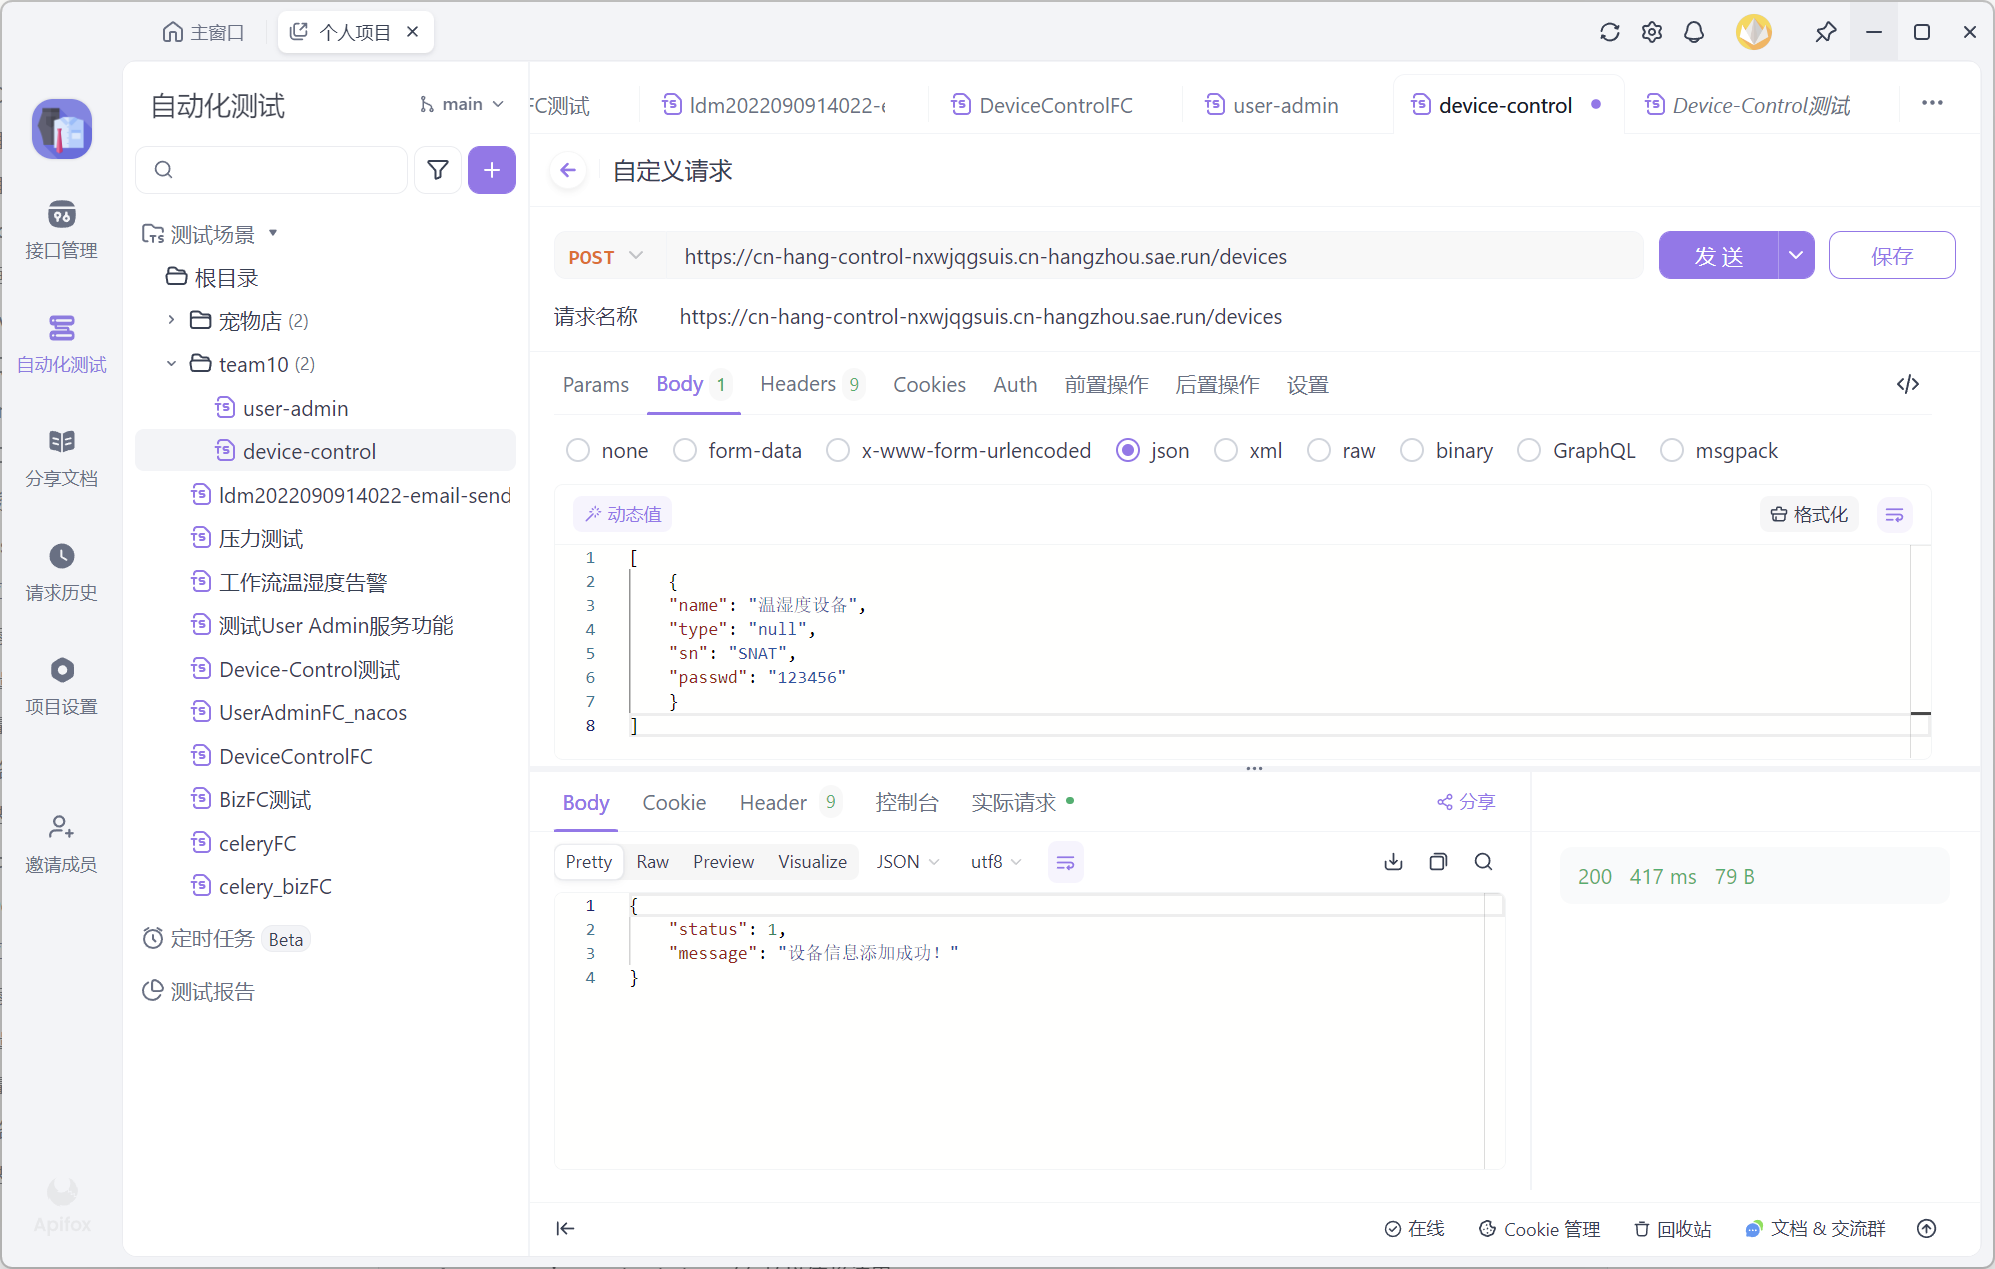 主窗口
个人项目
接口管理
自动化测试
分享文档
请求历史
项目设置
邀请成员
Apifox
自动化测试
main
测试场景
根目录
宠物店 (2)
team10 (2)
user-admin
device-control
ldm2022090914022-email-send
压力测试
工作流温湿度告警
测试User Admin服务功能
Device-Control测试
UserAdminFC_nacos
DeviceControlFC
BizFC测试
celeryFC
celery_bizFC
定时任务 Beta
测试报告
FC测试
ldm2022090914022-e
DeviceControlFC
user-admin
device-control
Device-Control测试
自定义请求
POST https://cn-hang-control-nxwjqgsuis.cn-hangzhou.sae.run/devices
发 送
保存
请求名称 https://cn-hang-control-nxwjqgsuis.cn-hangzhou.sae.run/devices
Params Body 1 Headers 9 Cookies Auth 前置操作 后置操作 设置
none form-data x-www-form-urlencoded json xml raw binary GraphQL msgpack
动态值 格式化
1 [
2 {
3 "name": "温湿度设备",
4 "type": "null",
5 "sn": "SNAT",
6 "passwd": "123456"
7 }
8 ]
Body Cookie Header 9 控制台 实际请求 分享
Pretty Raw Preview Visualize JSON utf8
200 417 ms 79 B
1 {
2 "status": 1,
3 "message": "设备信息添加成功！"
4 }
在线 Cookie 管理 回收站 文档 & 交流群